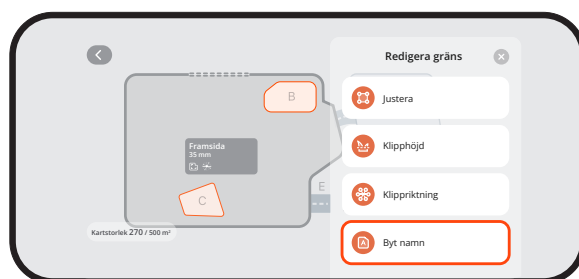 Redigera gräns
B
Justera
Framsida
35 mm
Klipphöjd
E
C
Klippriktning
Kartstorlek 270 / 500 m²
Byt namn
A